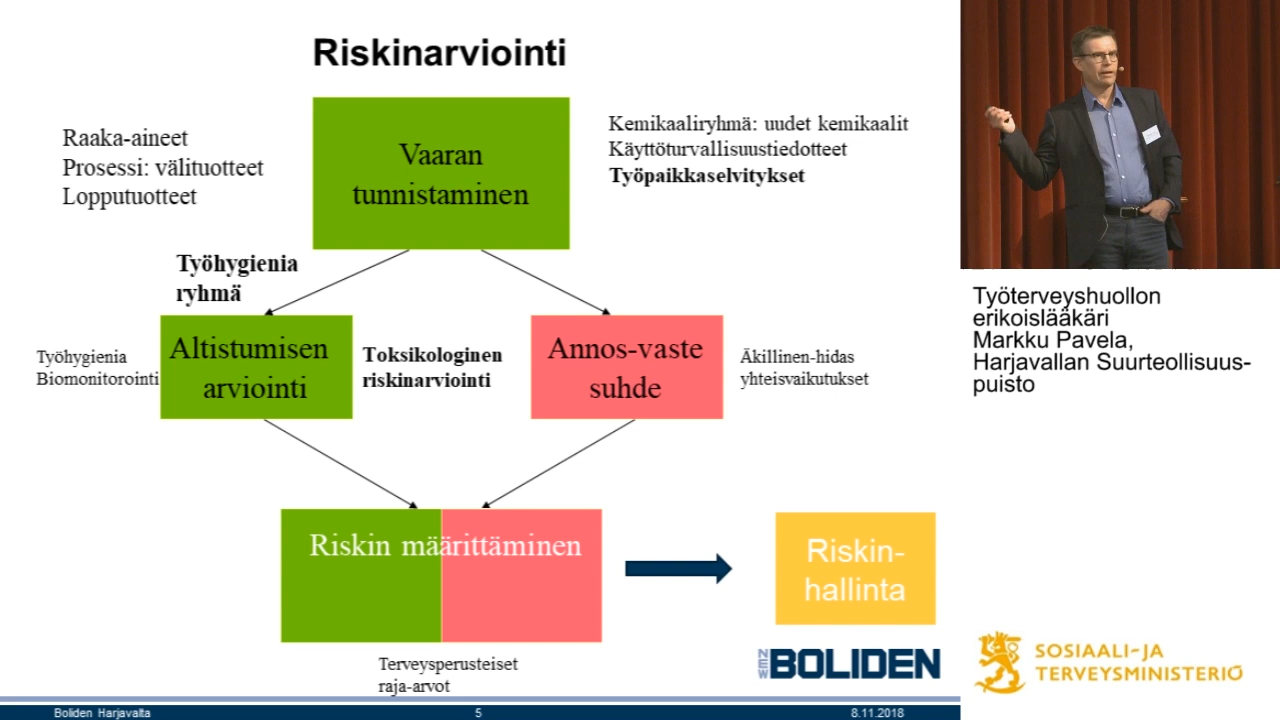 Riskinarviointi
Raaka-aineet
Prosessi: välituotteet
Lopputuotteet
Vaaran
tunnistaminen
Kemikaaliryhmä: uudet kemikaalit
Käyttöturvallisuustiedotteet
Työpaikkaselvitykset
Työhygienia
ryhmä
Työhygienia
Biomonitorointi
Altistumisen
arviointi
Toksikologinen
riskinarviointi
Annos-vaste
suhde
Äkillinen-hidas
yhteisvaikutukset
Riskin määrittäminen
Riskin-
hallinta
Terveysperusteiset
raja-arvot
NEW BOLIDEN
Boliden Harjavalta
5
8.11.2018
Työterveyshuollon
erikoislääkäri
Markku Pavela,
Harjavallan Suurteollisuus-
puisto
SOSIAALI-JA
TERVEYSMINISTERIÖ